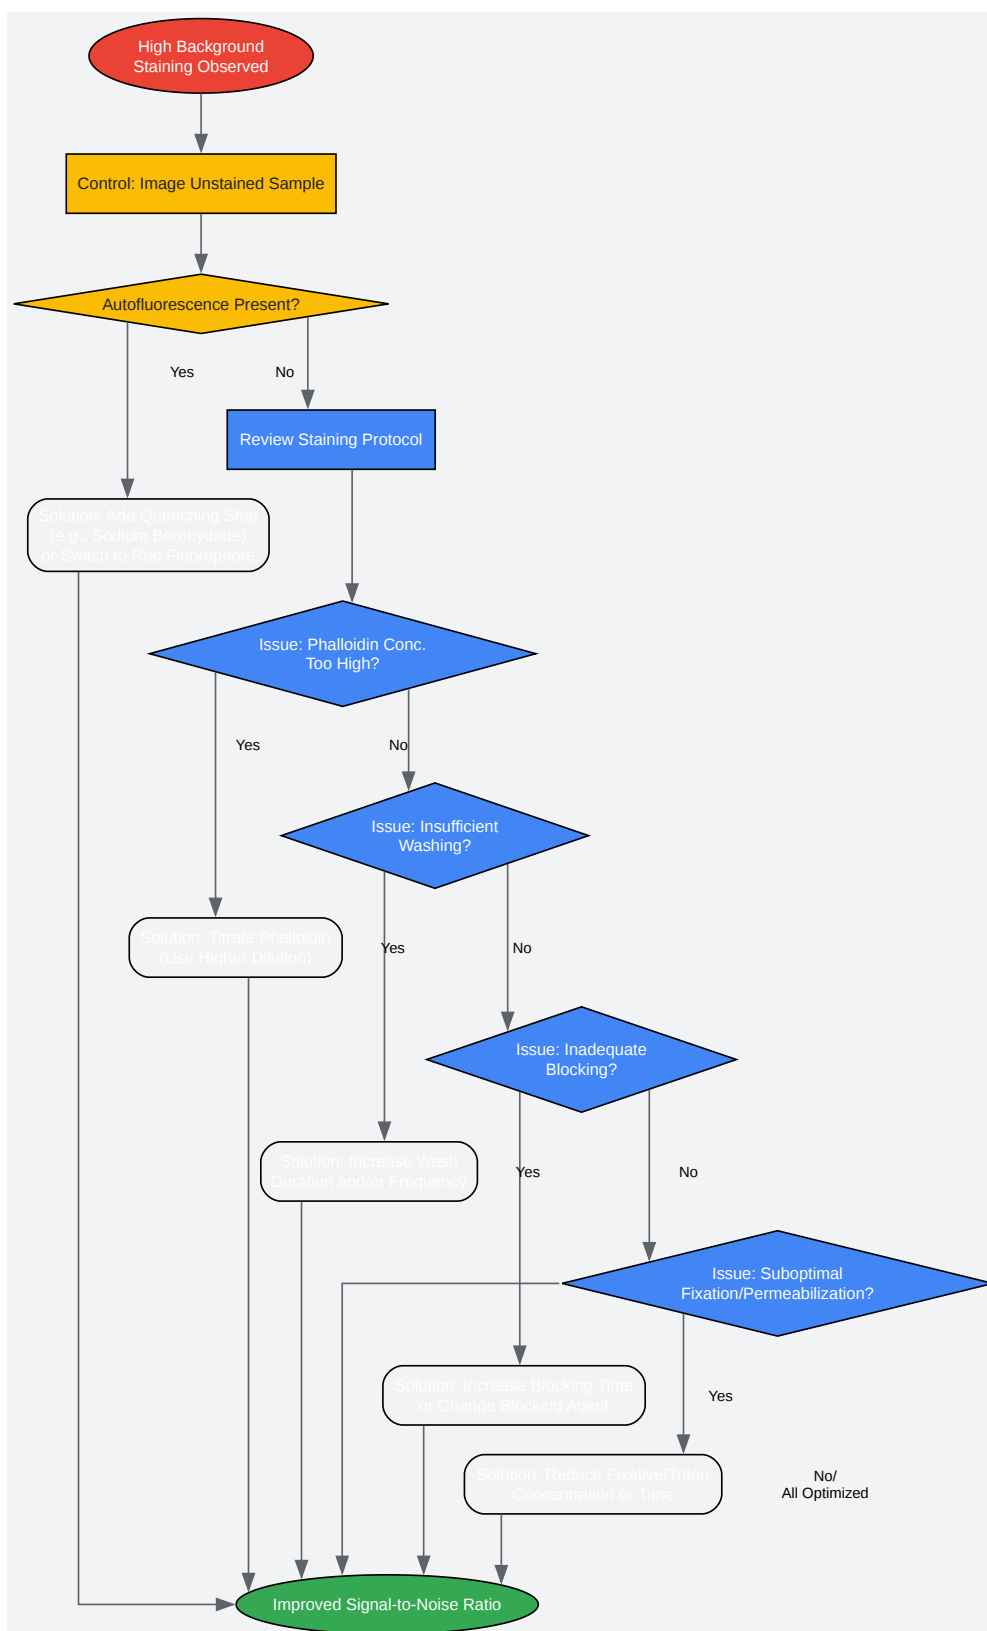 High Background
Staining Observed
Control: Image Unstained Sample
Autofluorescence Present?
Yes
No
Review Staining Protocol
Solution: Add Quenching Step
(e.g., Sodium Borohydride)
or Switch to Red Fluorophore
Issue: Phalloidin Conc.
Too High?
Yes
No
Issue: Insufficient
Washing?
Solution: Titrate Phalloidin
(Use Higher Dilution)
Yes
No
Issue: Inadequate
Blocking?
Solution: Increase Wash
Duration and/or Frequency
Yes
No
Issue: Suboptimal
Fixation/Permeabilization?
Solution: Increase Blocking Time
or Change Blocking Agent
Yes
Solution: Reduce Fixative/Triton
Concentration or Time
No/
All Optimized
Improved Signal-to-Noise Ratio